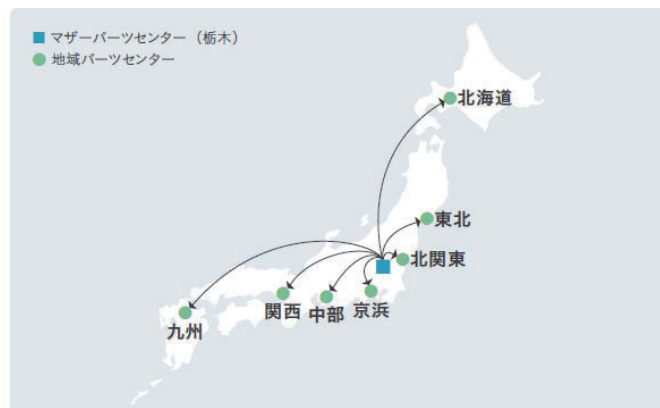 マザーパーツセンター（栃木）
地域パーツセンター
北海道
東北
北関東
京浜
中部
関西
九州